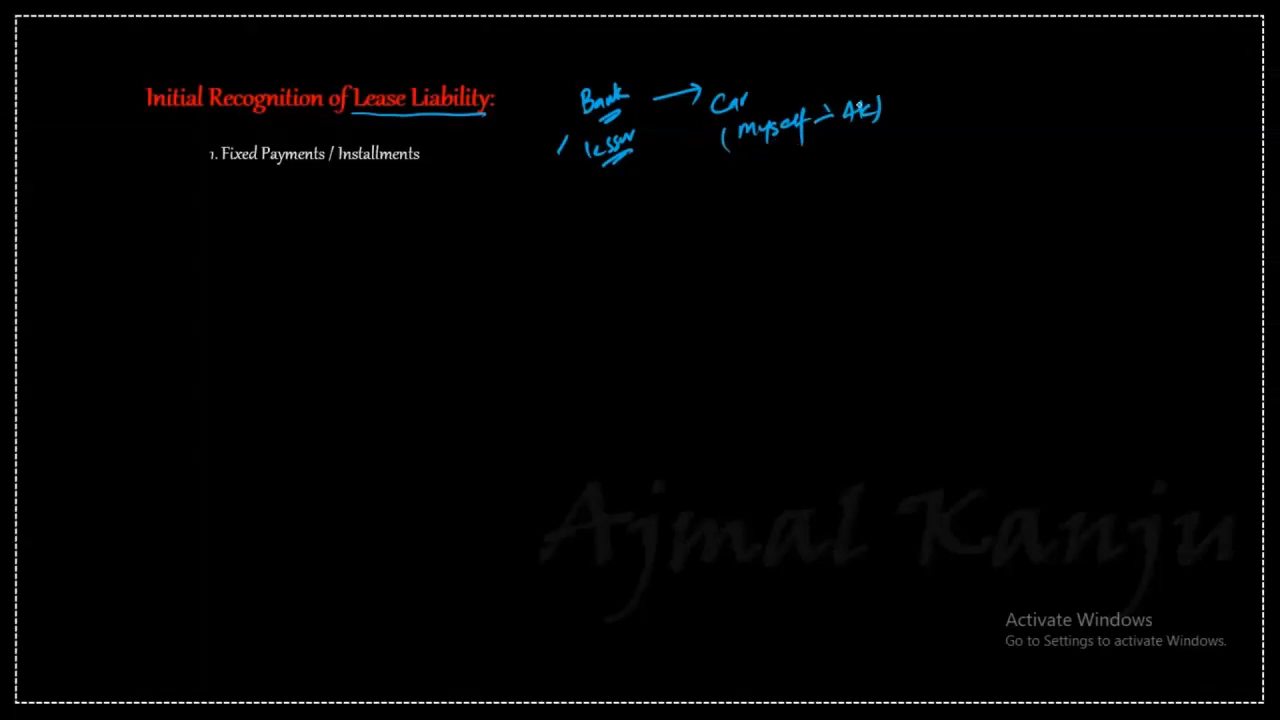 Initial Recognition of Lease Liability:
1. Fixed Payments / Installments
Bank → Car
(Myself - AK)
lessor
Ajmal Kanju
Activate Windows
Go to Settings to activate Windows.